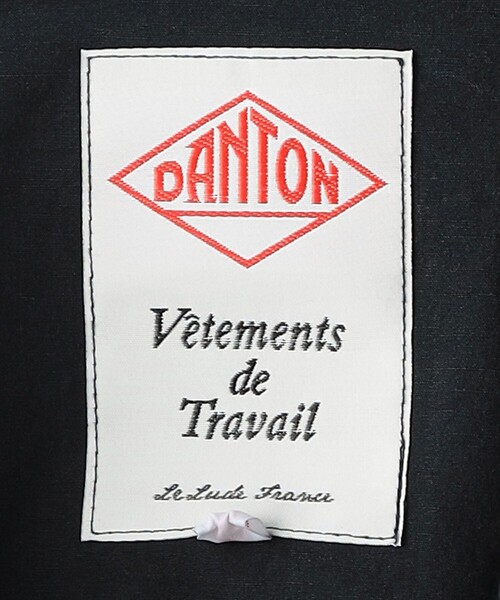 DANTON
Vêtements
de
Travail
Le Lude France